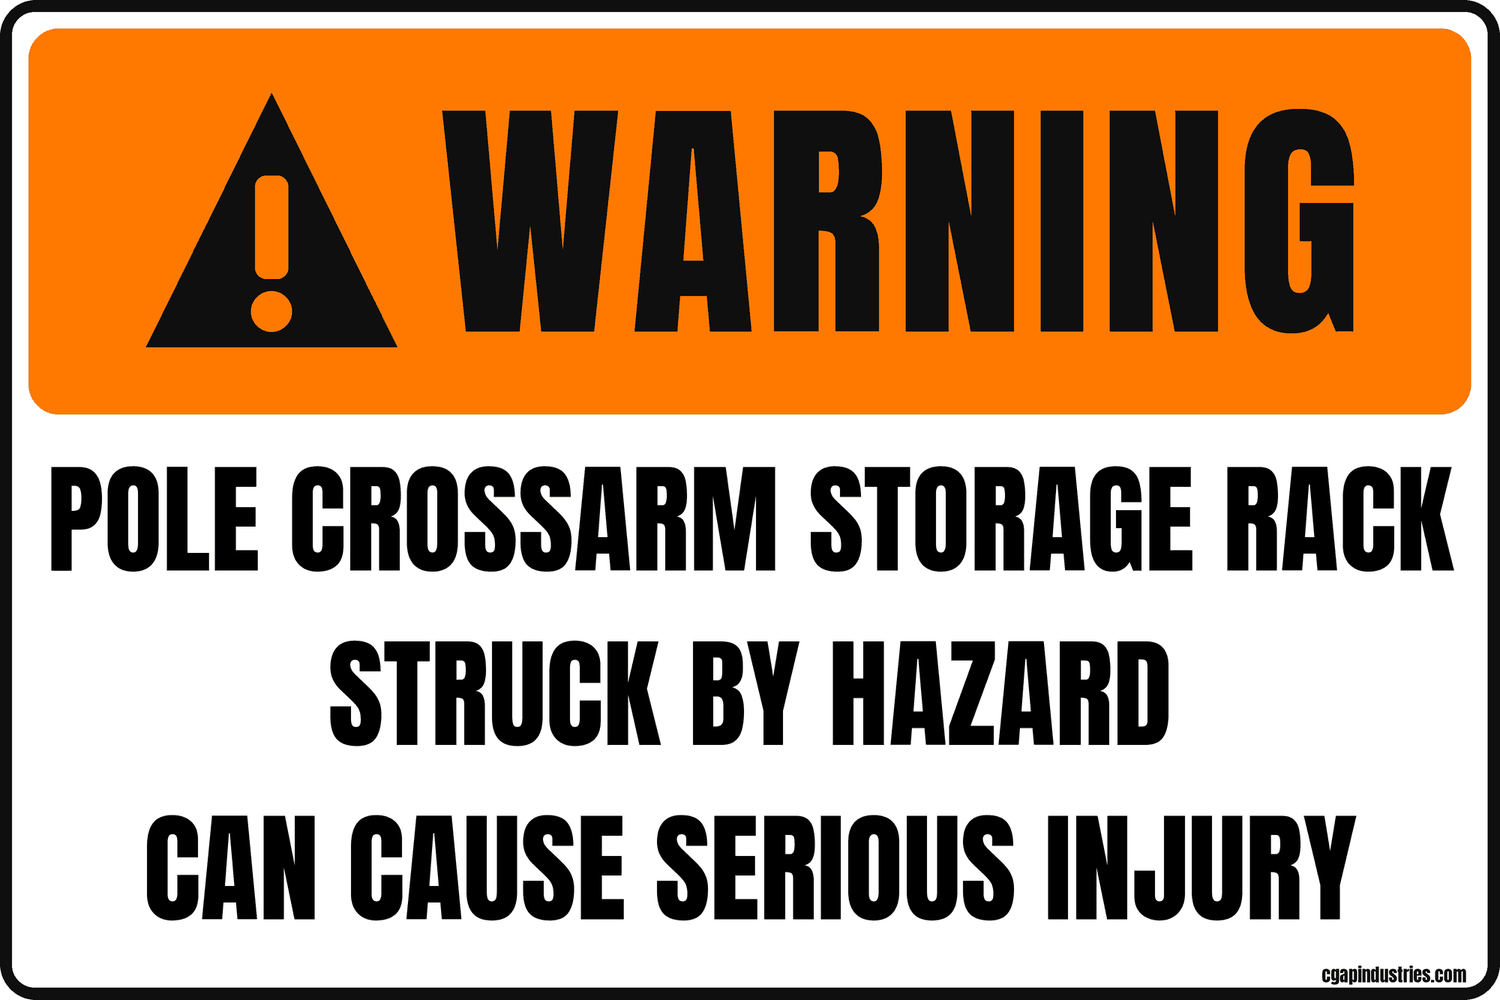 WARNING
POLE CROSSARM STORAGE RACK
STRUCK BY HAZARD
CAN CAUSE SERIOUS INJURY
cgapindustries.com